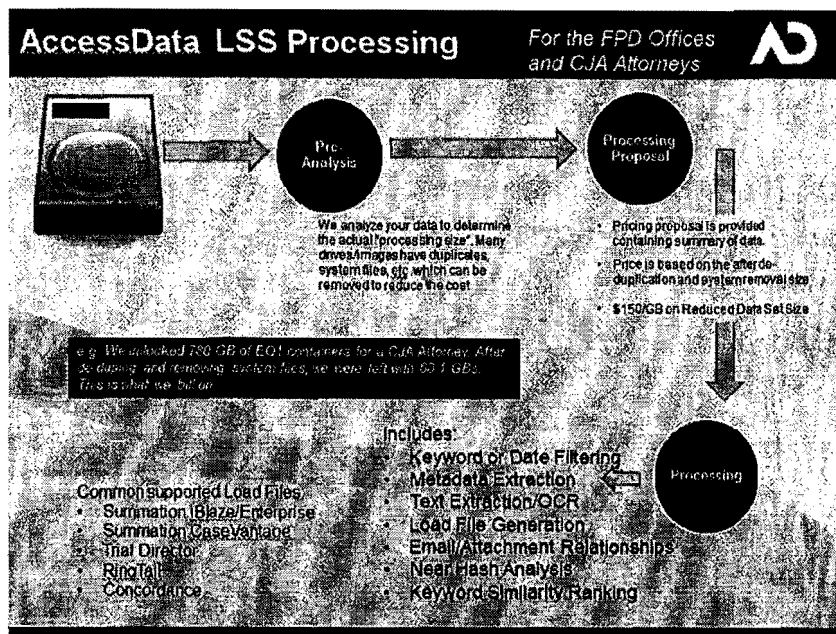 AccessData LSS Processing
For the FPD Offices
and CJA Attorneys
AD
Pre-
Analysis
Processing
Proposal
We analyze your data to determine
the actual "processing size". Many
drives/images have duplicates,
system files, etc. which can be
removed to reduce the cost
• Pricing proposal is provided
containing summary of data.
• Price is based on the after de-
duplication and system removal size
• $150/GB on Reduced Data Set Size
e.g. We unlocked 780 GB of EO1 containers for a CJA Attorney. After
de-duping and removing system files, we were left with GBs.
This is what we bill on.
Processing
Includes:
• Keyword or Date Filtering
• Metadata Extraction
• Text Extraction/OCR
• Load File Generation
• Email/Attachment Relationships
• Near Hash Analysis
• Keyword Similarity Ranking
Common supported Load Files
• Summation iBlaze/Enterprise
• Summation CaseVantage
• Trial Director
• RingTail
• Concordance